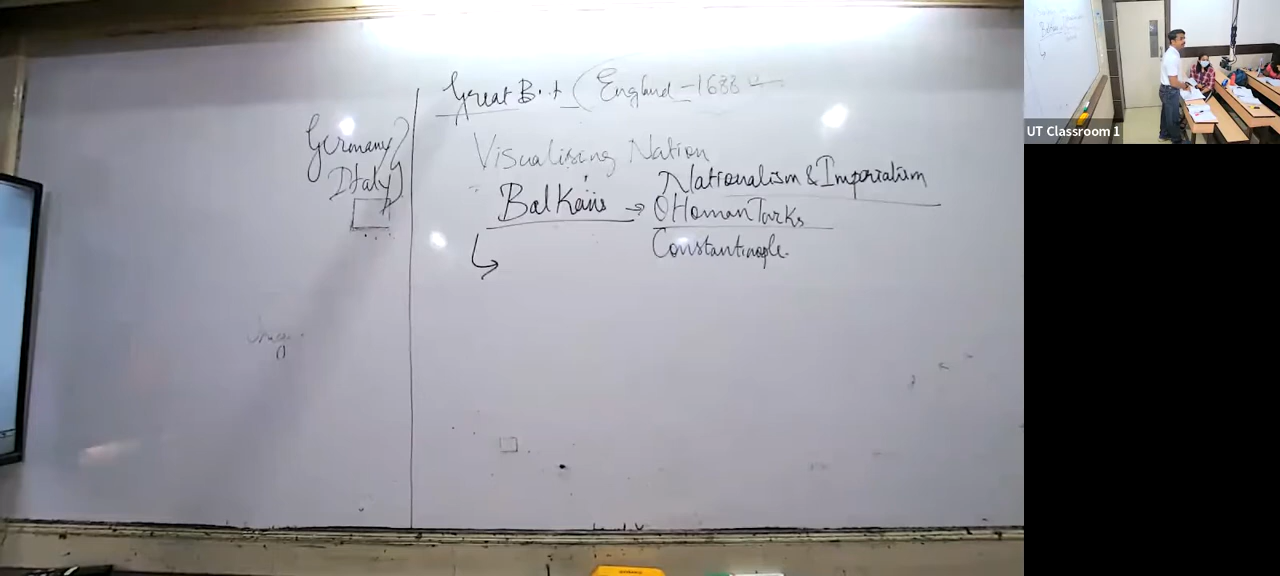 Germany
Italy
Great Brit (England - 1688
Visualising Nation
Nationalism & Imperialism
Balkans → Ottoman Turks
Constantinople.
UT Classroom 1